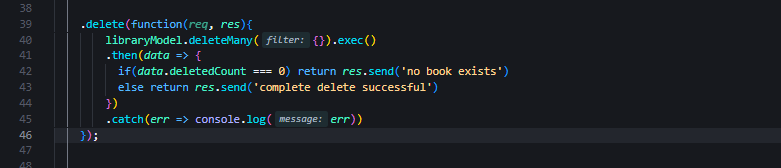 38
39 .delete(function(req, res){
40 libraryModel.deleteMany( filter: {}).exec()
41 .then(data => {
42 if(data.deletedCount === 0) return res.send('no book exists')
43 else return res.send('complete delete successful')
44 })
45 .catch(err => console.log( message: err))
46 });
47
48